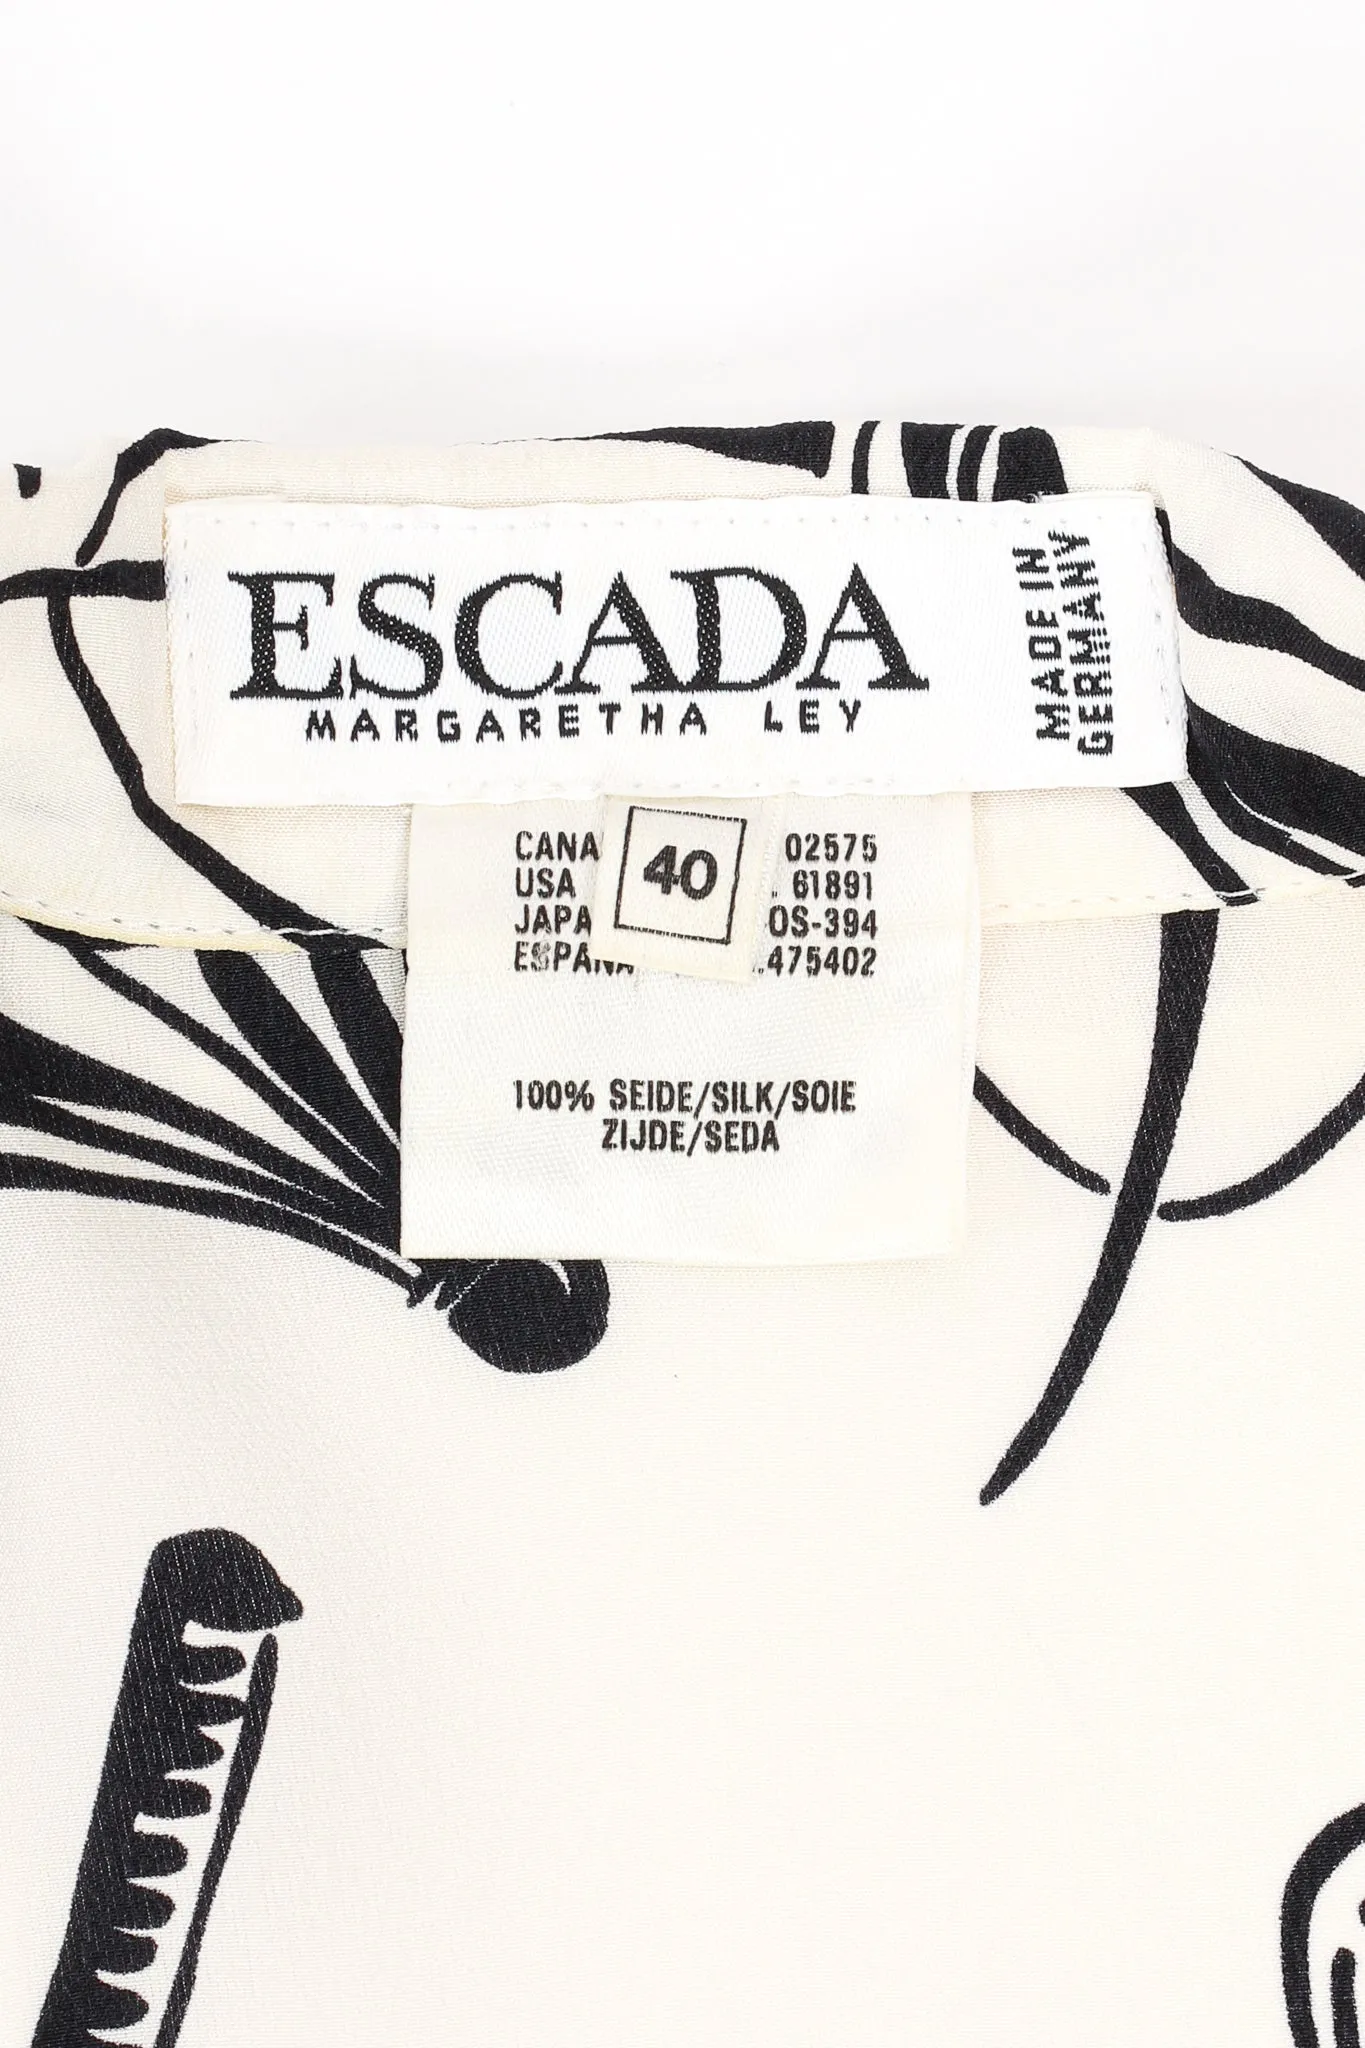 ESCADA
MARGARETHA LEY
MADE IN
GERMANY
40
CANA 02575
USA . 61891
JAPA OS-394
ESPAÑA .475402
100% SEIDE/SILK/SOIE
ZIJDE/SEDA